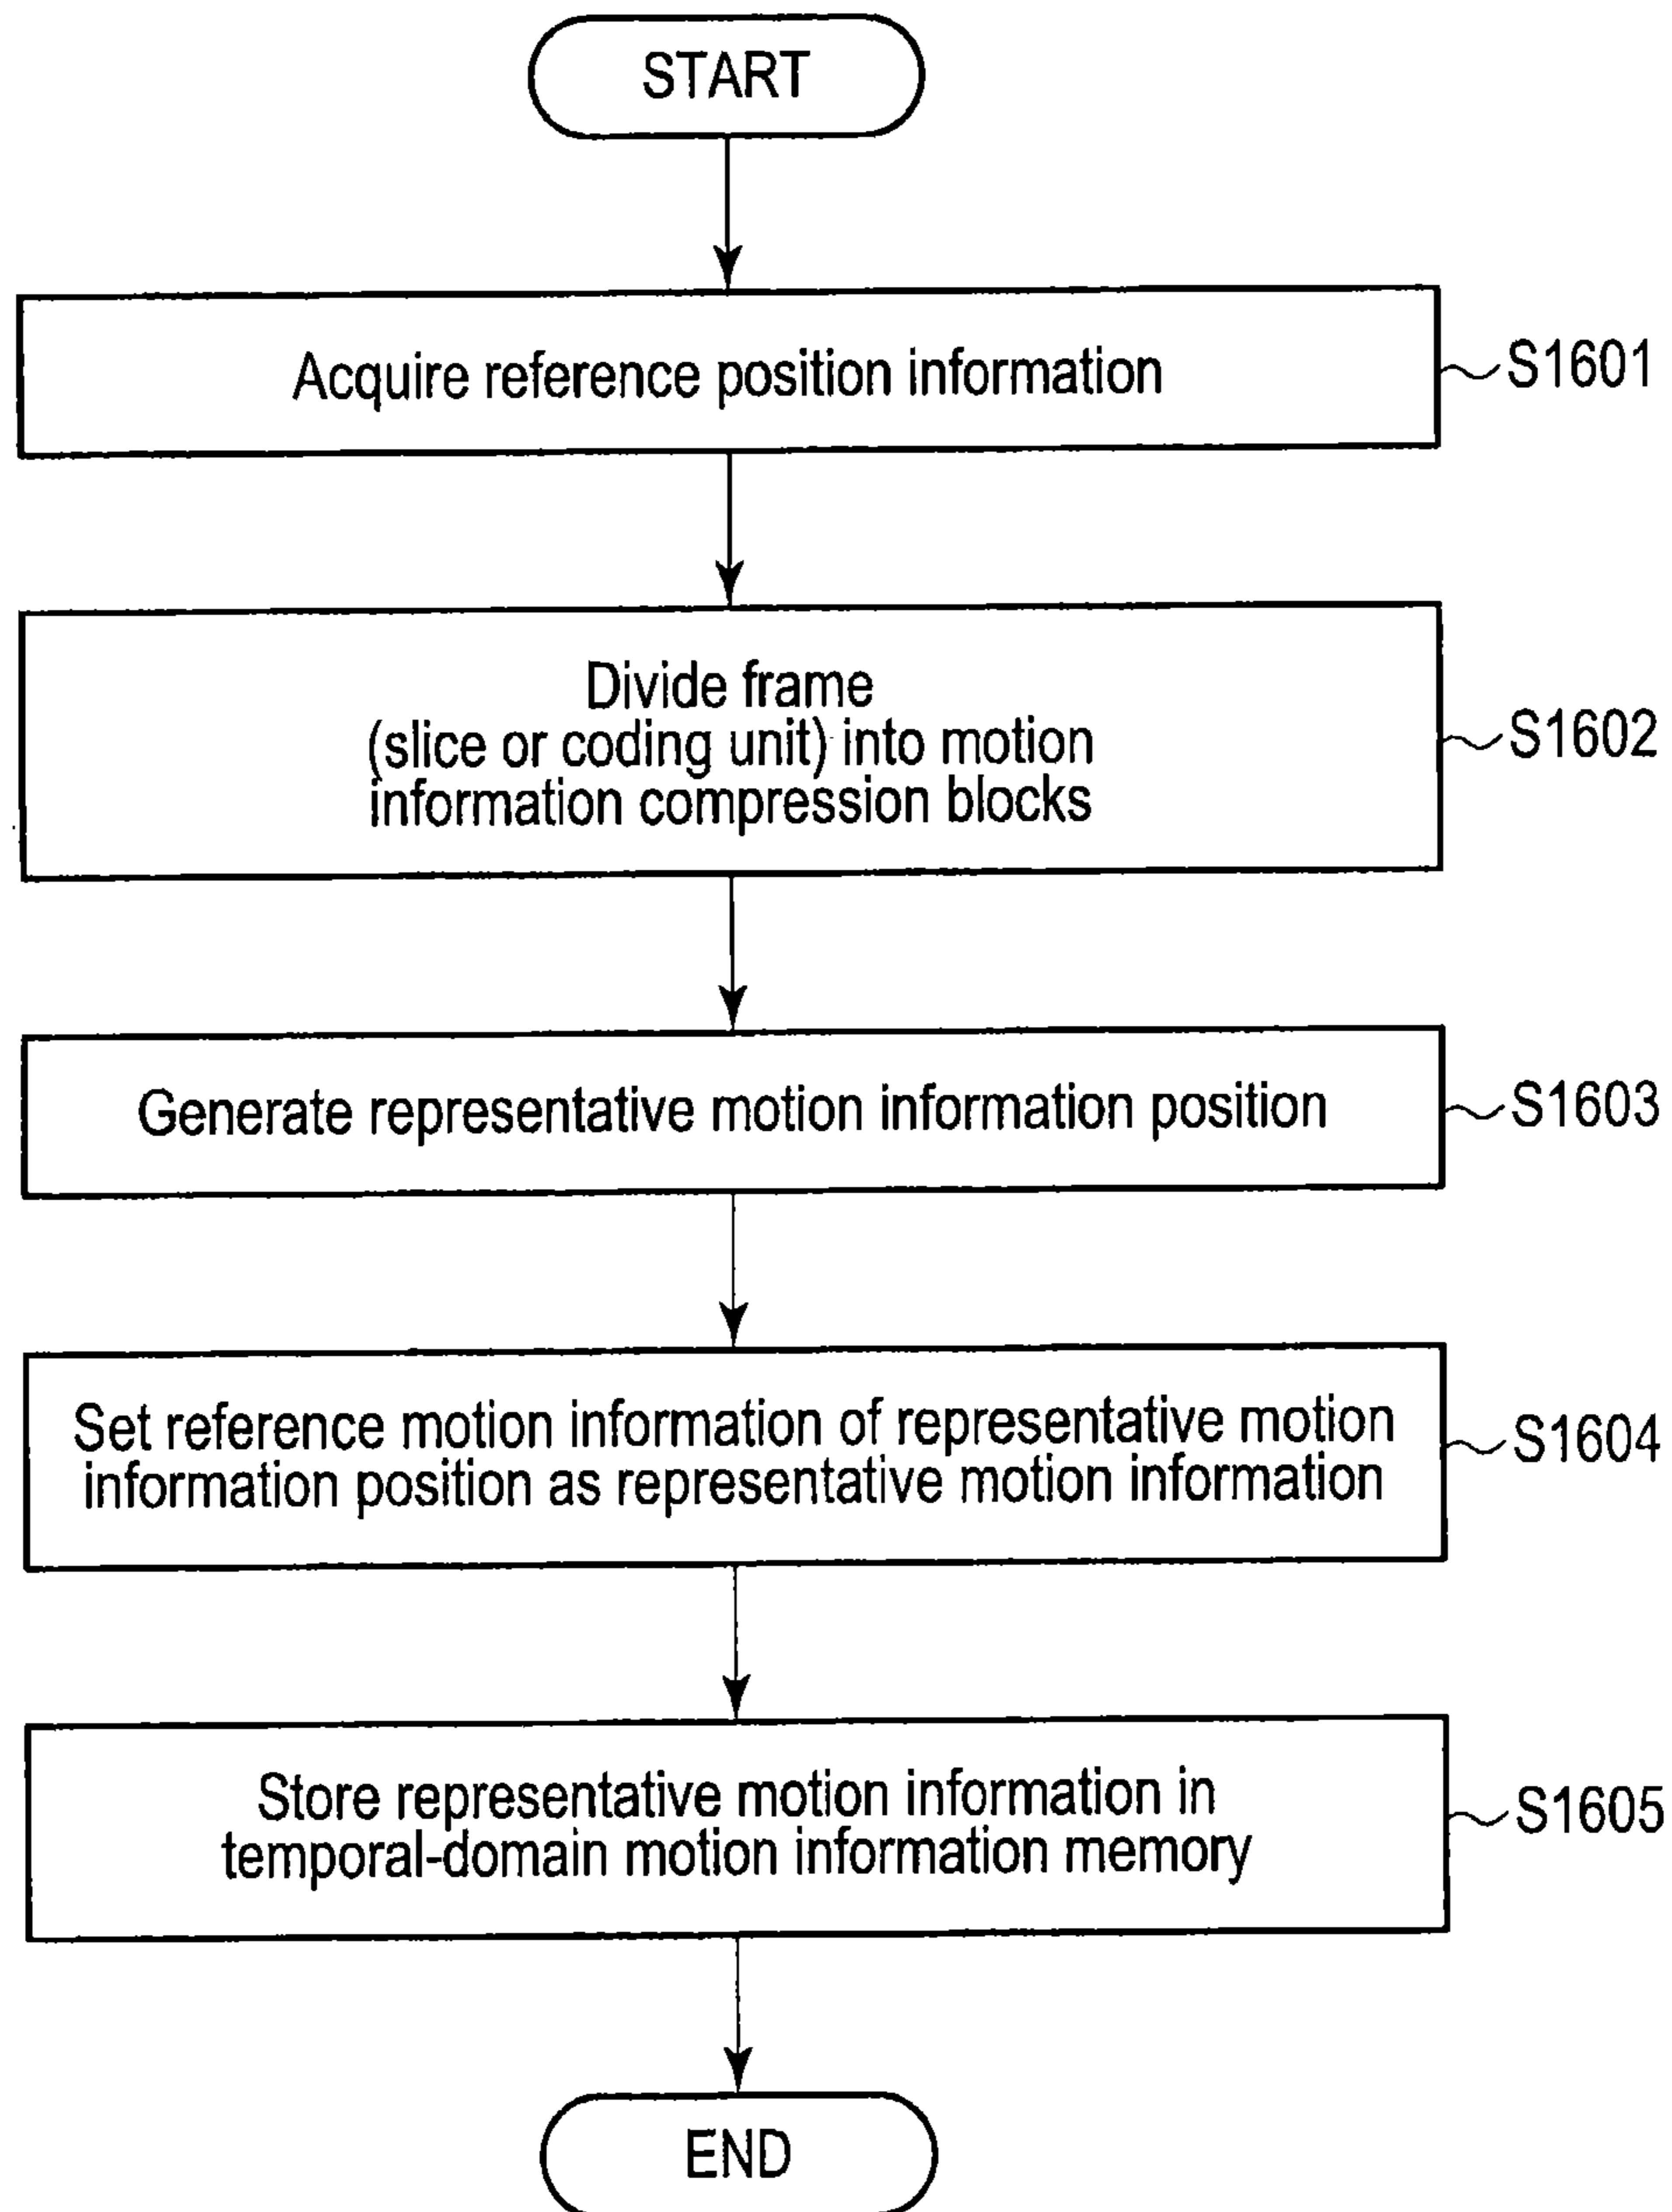 START
Acquire reference position information
S1601
Divide frame
(slice or coding unit) into motion
information compression blocks
S1602
Generate representative motion information position
S1603
Set reference motion information of representative motion
information position as representative motion information
S1604
Store representative motion information in
temporal-domain motion information memory
S1605
END